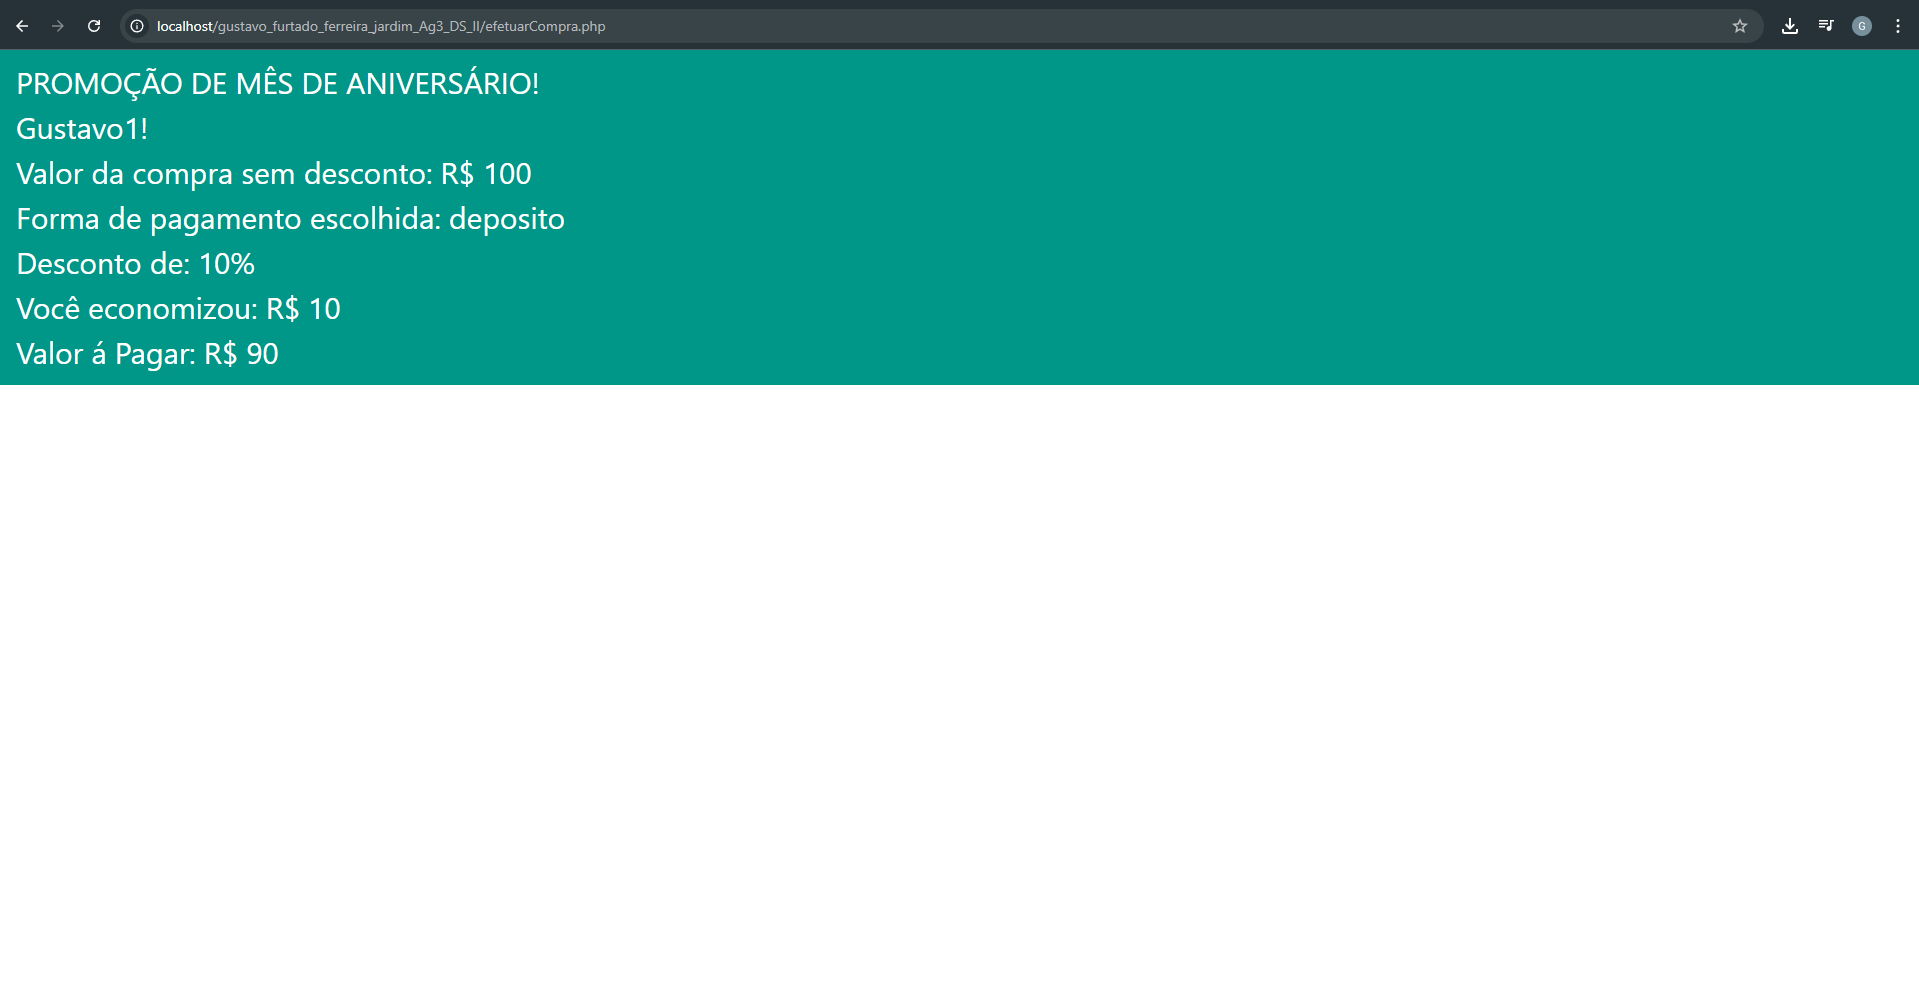 localhost/gustavo_furtado_ferreira_jardim_Ag3_DS_II/efetuarCompra.php
G
PROMOÇÃO DE MÊS DE ANIVERSÁRIO!
Gustavo1!
Valor da compra sem desconto: R$ 100
Forma de pagamento escolhida: deposito
Desconto de: 10%
Você economizou: R$ 10
Valor á Pagar: R$ 90